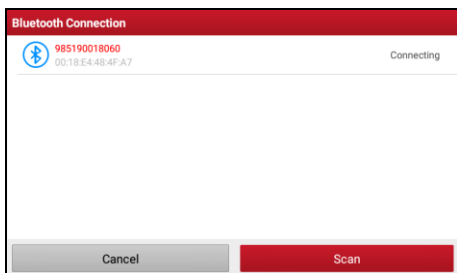 Bluetooth Connection
985190018060
00:18:E4:48:4F:A7
Connecting
Cancel
Scan